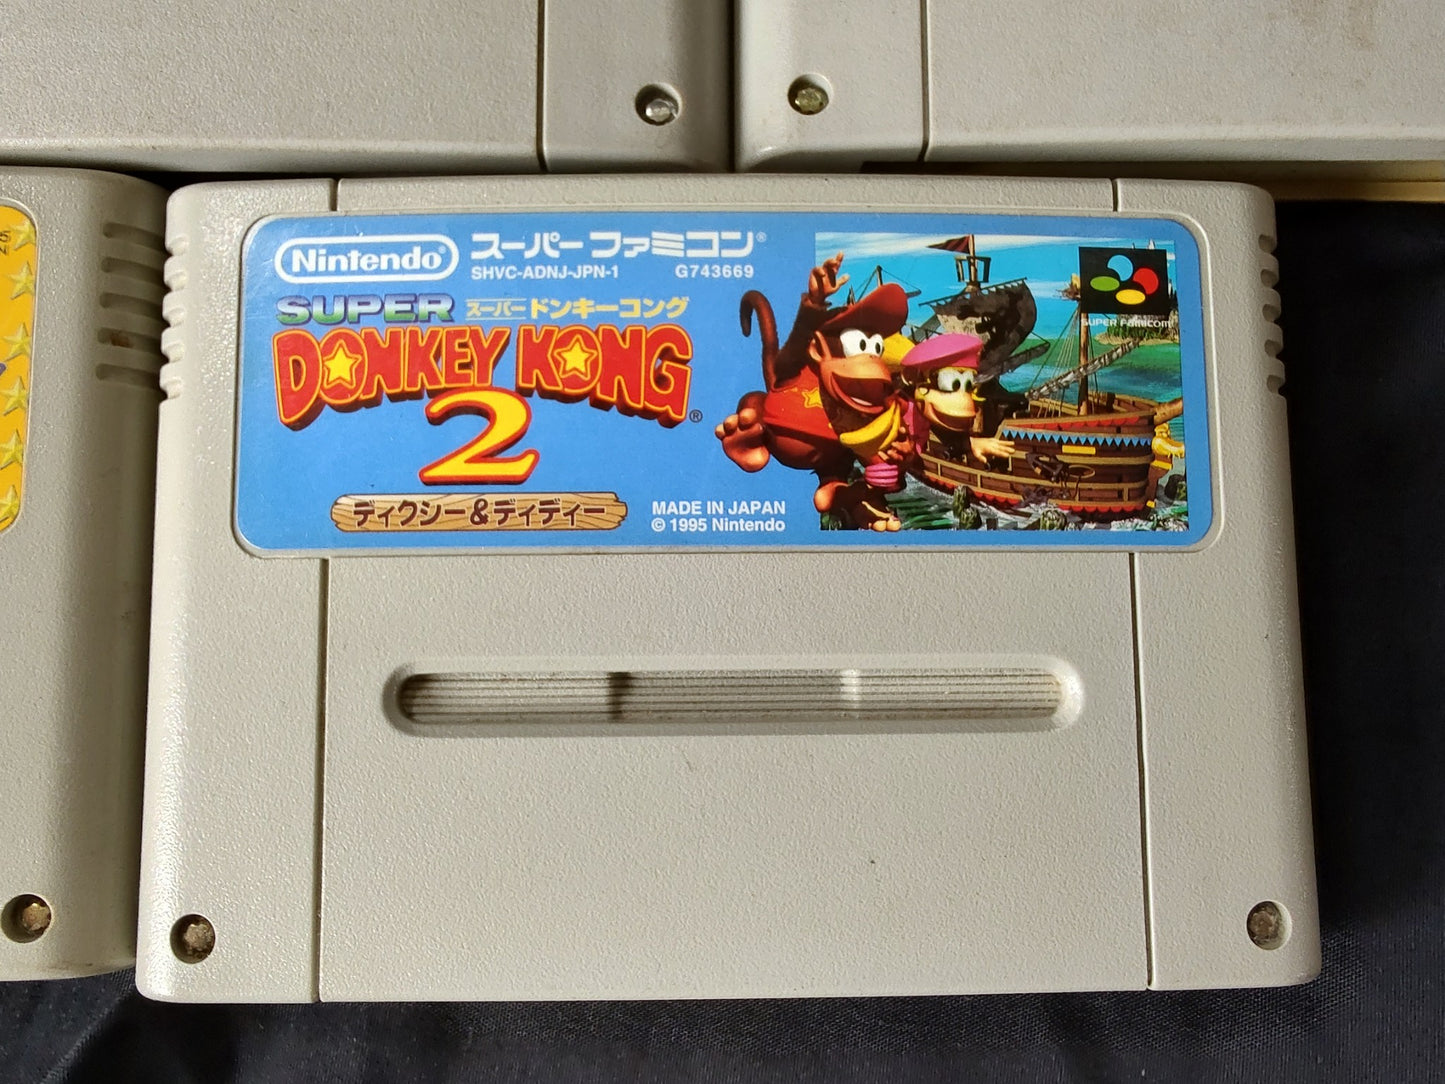 Nintendo®
スーパーファミコン®
SHVC-ADNJ-JPN-1 G743669
SUPER スーパードンキーコング
DONKEY KONG®
2
ディクシー&ディディー
MADE IN JAPAN
© 1995 Nintendo
SUPER FAMICOM